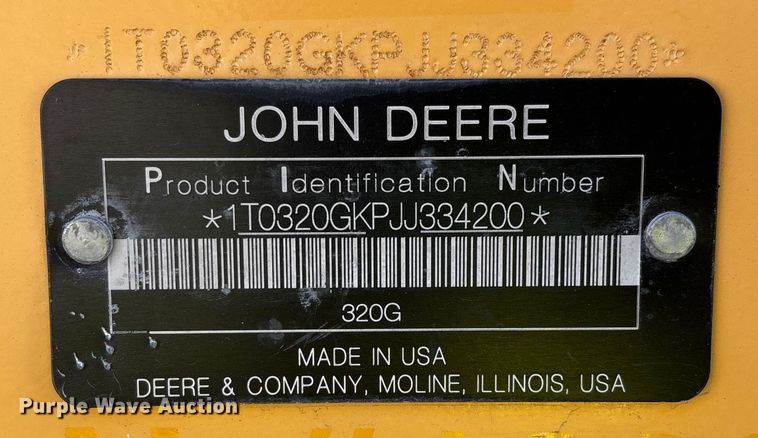 *1T0320GKPJJ334200*
JOHN DEERE
Product Identification Number
*1T0320GKPJJ334200*
320G
MADE IN USA
DEERE & COMPANY, MOLINE, ILLINOIS, USA
Purple Wave Auction